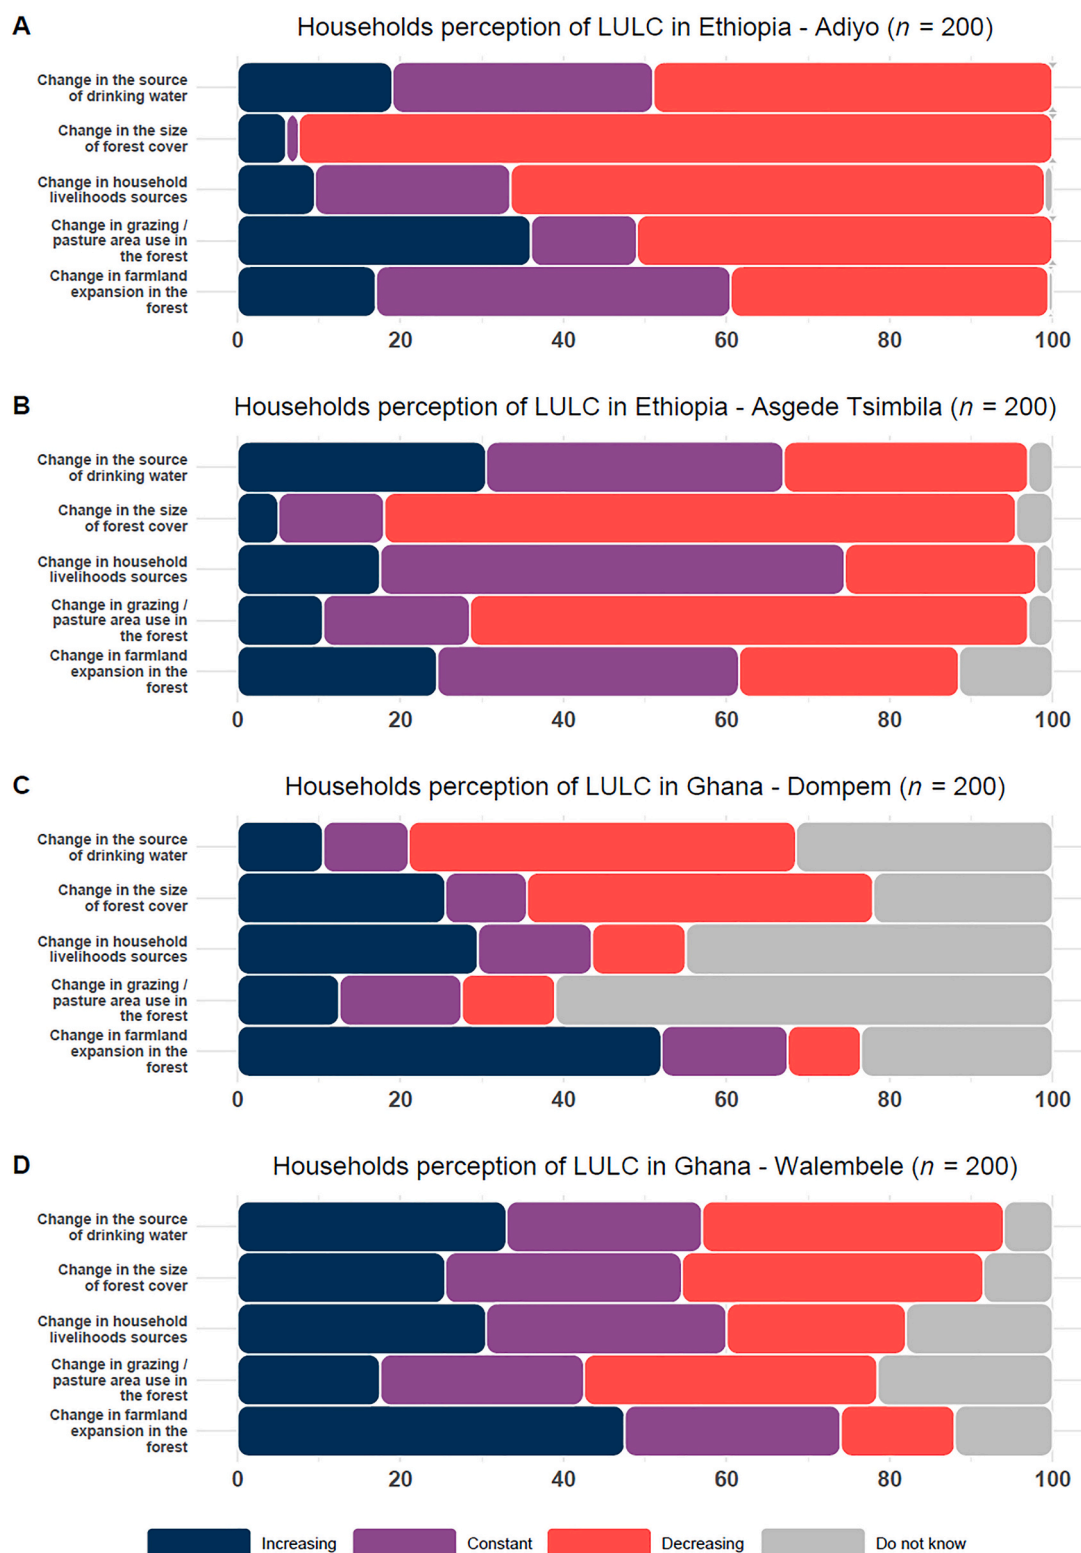 A
Households perception of LULC in Ethiopia - Adiyo (n = 200)
Change in the source
of drinking water
Change in the size
of forest cover
Change in household
livelihoods sources
Change in grazing /
pasture area use in
the forest
Change in farmland
expansion in the
forest
0 20 40 60 80 100
B
Households perception of LULC in Ethiopia - Asgede Tsimbila (n = 200)
Change in the source
of drinking water
Change in the size
of forest cover
Change in household
livelihoods sources
Change in grazing /
pasture area use in
the forest
Change in farmland
expansion in the
forest
0 20 40 60 80 100
C
Households perception of LULC in Ghana - Dompem (n = 200)
Change in the source
of drinking water
Change in the size
of forest cover
Change in household
livelihoods sources
Change in grazing /
pasture area use in
the forest
Change in farmland
expansion in the
forest
0 20 40 60 80 100
D
Households perception of LULC in Ghana - Walembele (n = 200)
Change in the source
of drinking water
Change in the size
of forest cover
Change in household
livelihoods sources
Change in grazing /
pasture area use in
the forest
Change in farmland
expansion in the
forest
0 20 40 60 80 100
Increasing Constant Decreasing Do not know